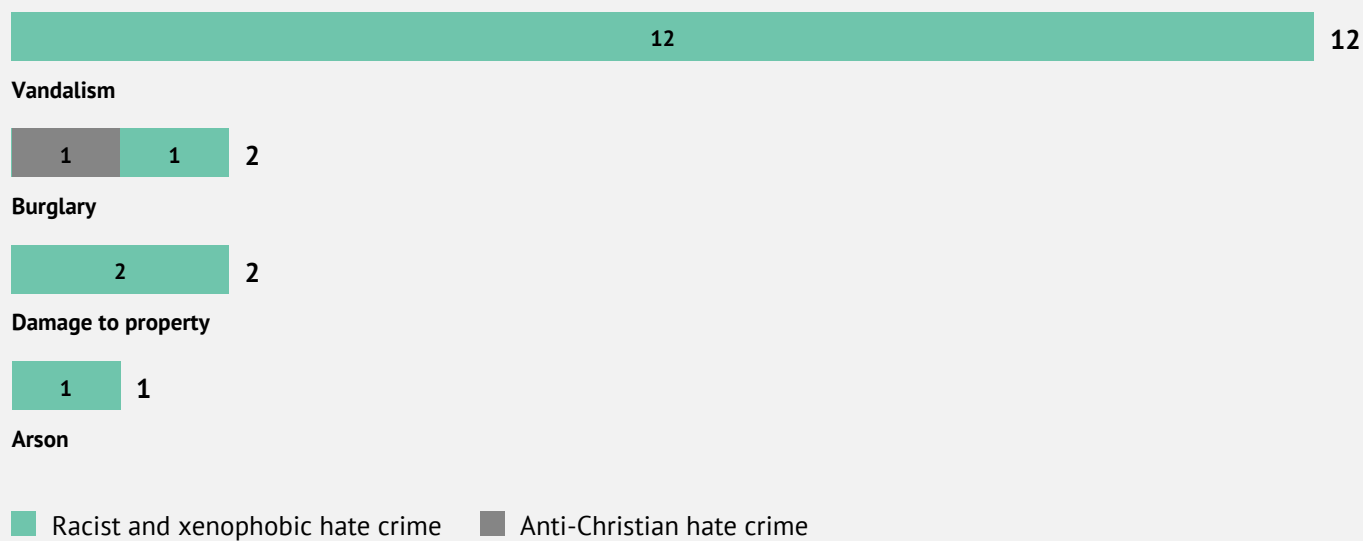 12 12
Vandalism
1 1 2
Burglary
2 2
Damage to property
1 1
Arson
Racist and xenophobic hate crime Anti-Christian hate crime